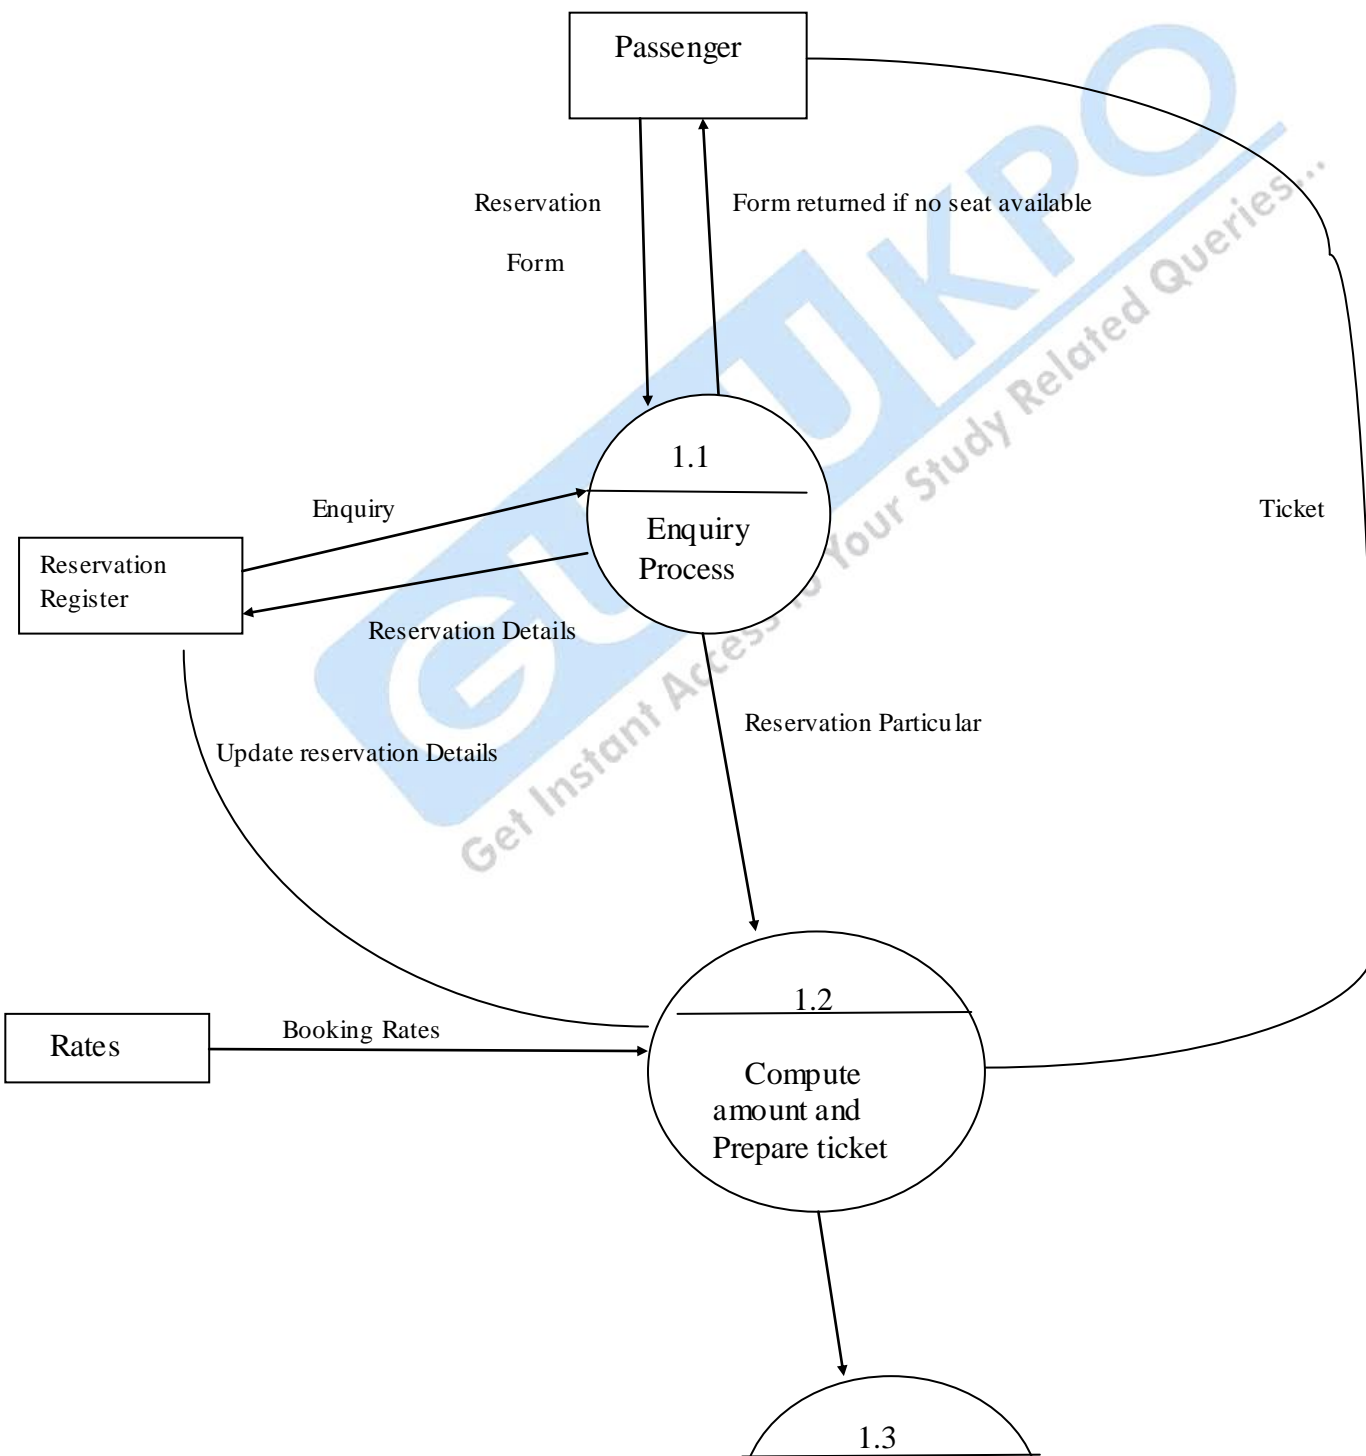 Passenger
Reservation
Form
Form returned if no seat available
1.1
Enquiry
Process
Enquiry
Reservation
Register
Reservation Details
Ticket
Reservation Particular
Update reservation Details
1.2
Compute
amount and
Prepare ticket
Rates
Booking Rates
1.3
GURUKPO
Get Instant Access to Your Study Related Queries...